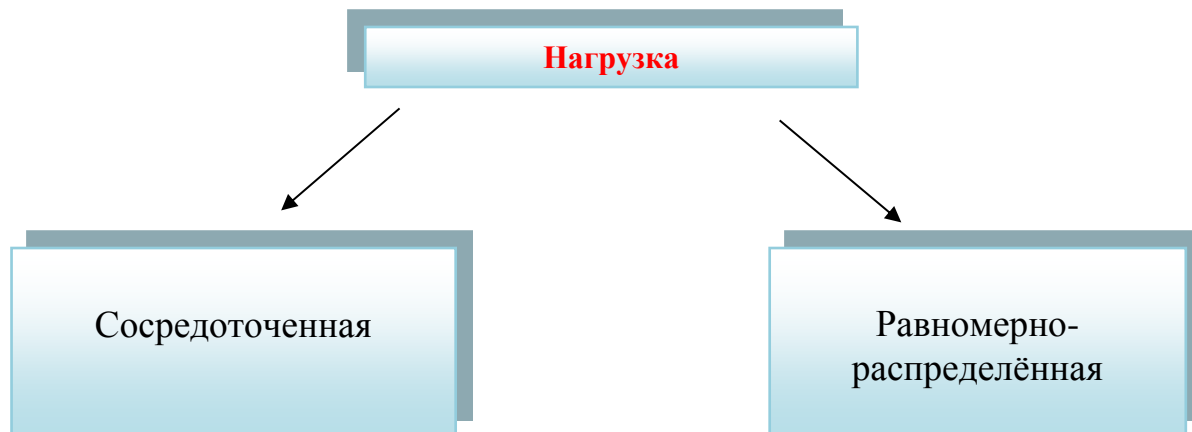 Нагрузка
Сосредоточенная
Равномерно-
распределённая